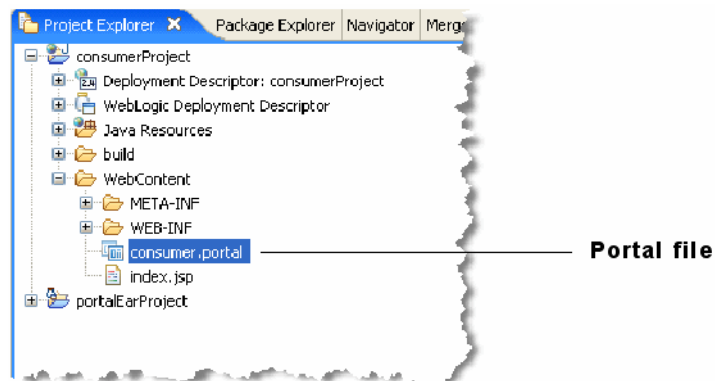 Project Explorer Package Explorer Navigator
consumerProject
Deployment Descriptor: consumerProject
WebLogic Deployment Descriptor
Java Resources
build
WebContent
META-INF
WEB-INF
consumer.portal
Portal file
index.jsp
portalEarProject